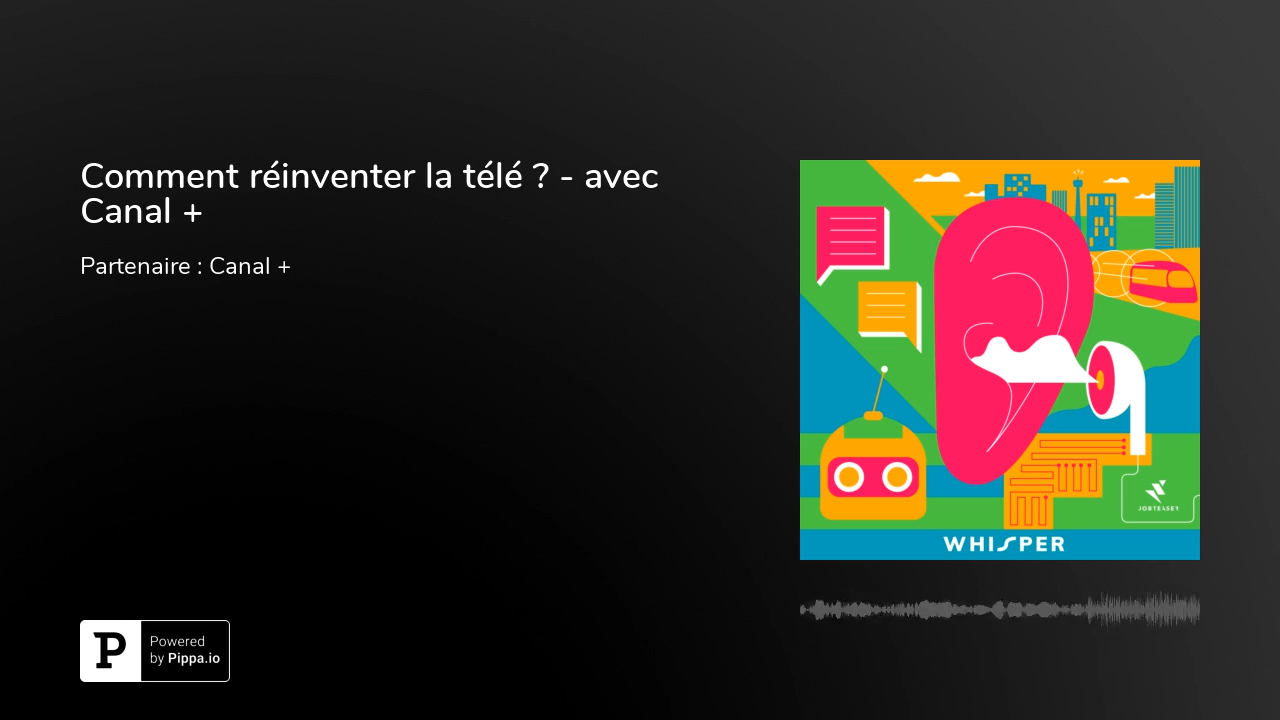 Comment réinventer la télé ? - avec
Canal +
Partenaire : Canal +
JOBTEASER
WHISPER
P
Powered
by Pippa.io